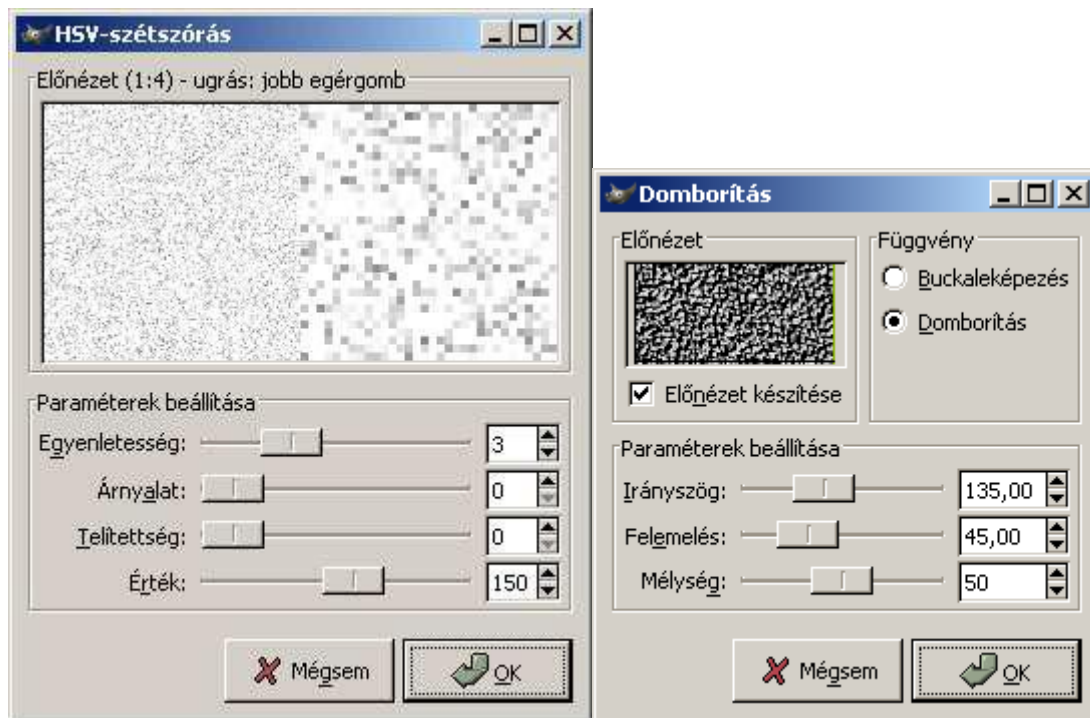 HSV-szétszórás
Előnézet (1:4) - ugrás: jobb egérgomb
Paraméterek beállítása
Egyenletesség: 3
Árnyalat: 0
Telítettség: 0
Érték: 150
Mégsem
OK
Domborítás
Előnézet
Előnézet készítése
Függvény
Buckaleképezés
Domborítás
Paraméterek beállítása
Irányszög: 135,00
Felemelés: 45,00
Mélység: 50
Mégsem
OK